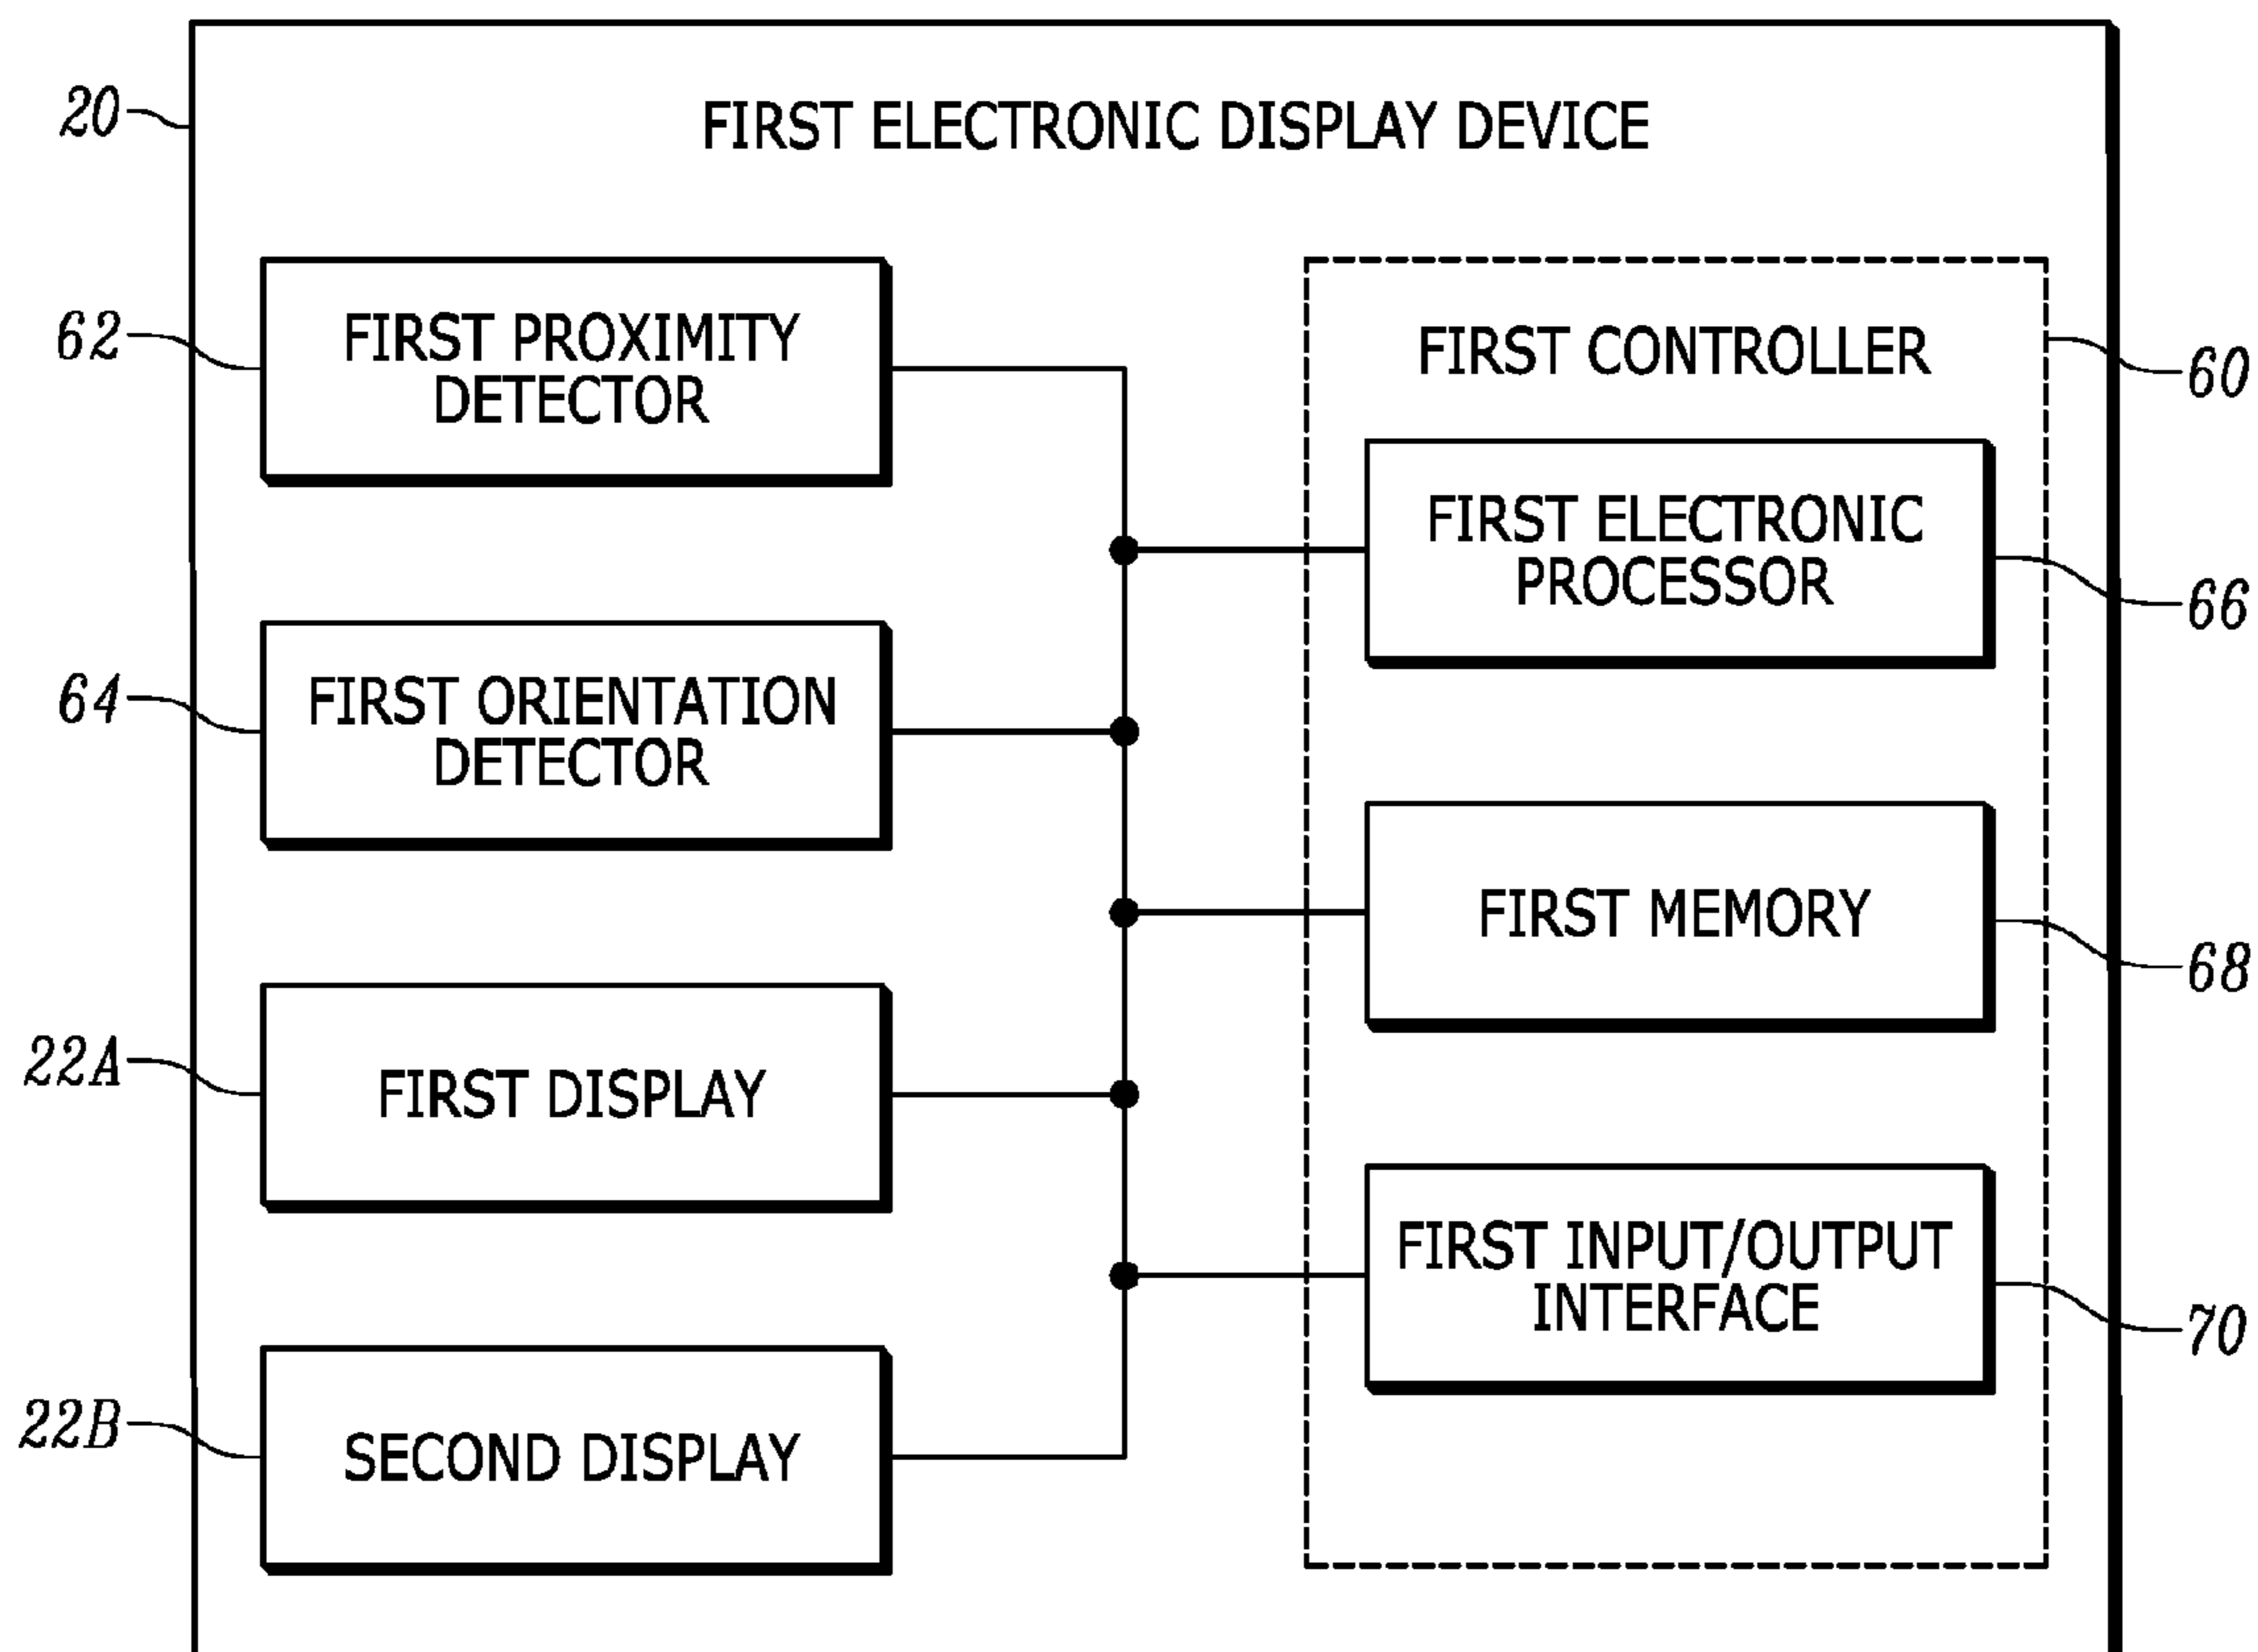 20
FIRST ELECTRONIC DISPLAY DEVICE
62
FIRST PROXIMITY
DETECTOR
64
FIRST ORIENTATION
DETECTOR
22A
FIRST DISPLAY
22B
SECOND DISPLAY
FIRST CONTROLLER
60
FIRST ELECTRONIC
PROCESSOR
66
FIRST MEMORY
68
FIRST INPUT/OUTPUT
INTERFACE
70